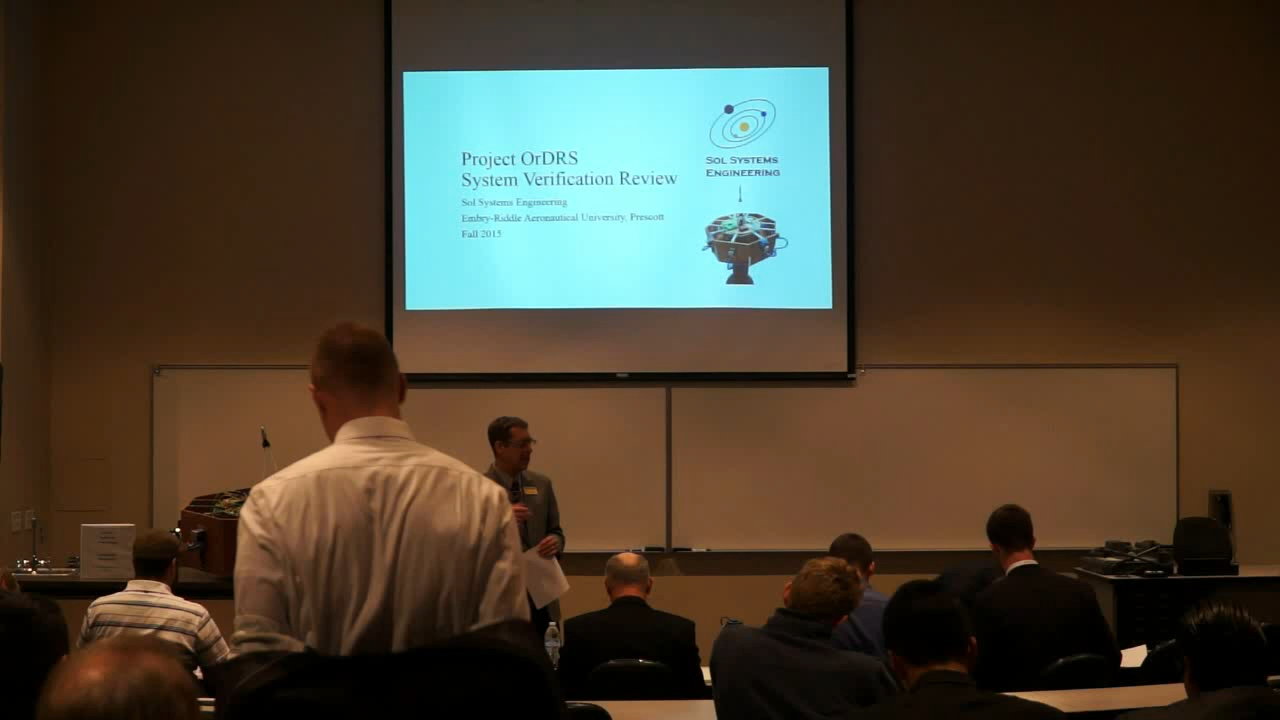 Project OrDRS
System Verification Review
Sol Systems Engineering
Embry-Riddle Aeronautical University, Prescott
Fall 2015
SOL SYSTEMS
ENGINEERING